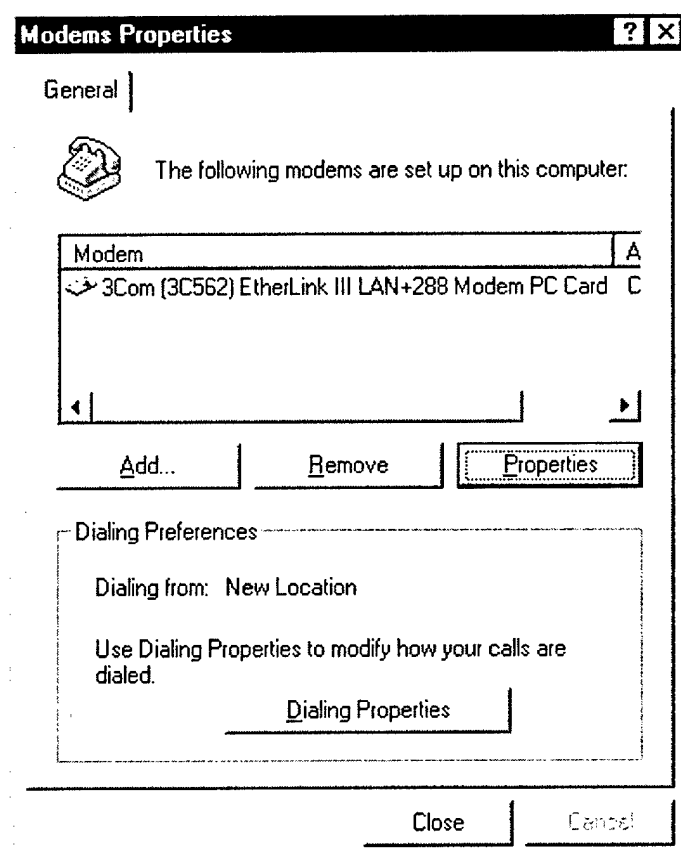 Modems Properties ? ×
General
The following modems are set up on this computer:
Modem A
3Com (3C562) EtherLink III LAN+288 Modem PC Card C
Add... Remove Properties
Dialing Preferences
Dialing from: New Location
Use Dialing Properties to modify how your calls are
dialed.
Dialing Properties
Close Cancel